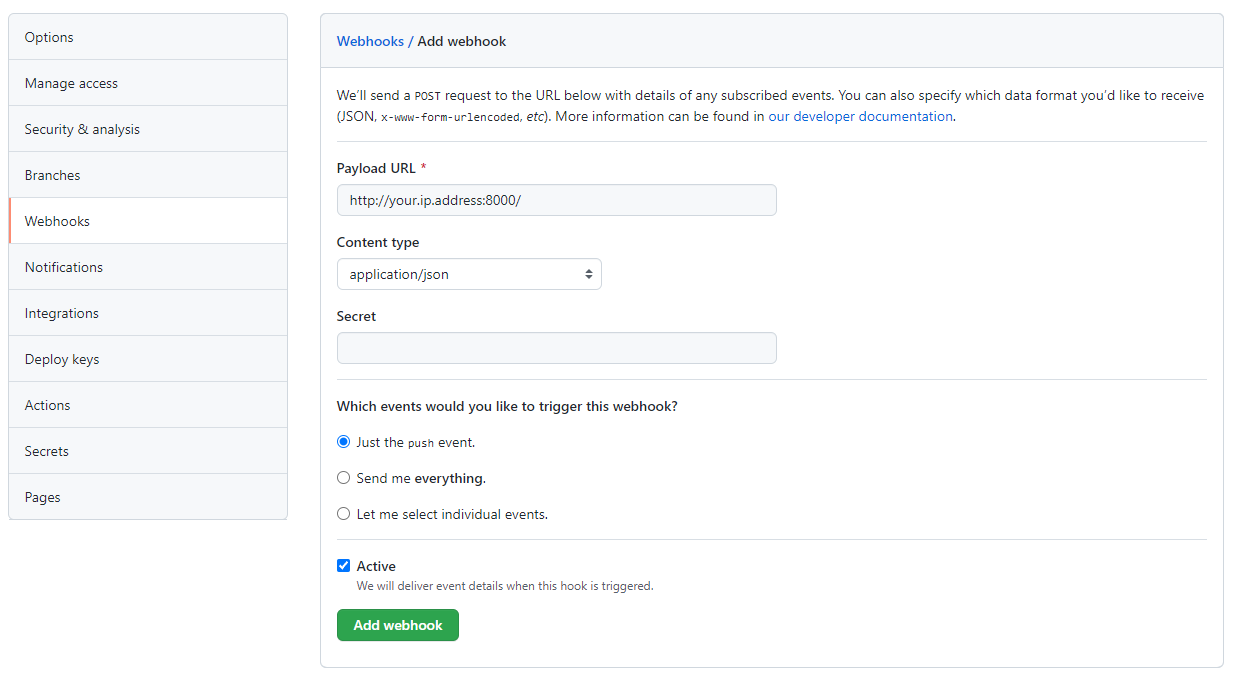 Options
Manage access
Security & analysis
Branches
Webhooks
Notifications
Integrations
Deploy keys
Actions
Secrets
Pages
Webhooks / Add webhook
We’ll send a POST request to the URL below with details of any subscribed events. You can also specify which data format you’d like to receive
(JSON, x-www-form-urlencoded, etc). More information can be found in our developer documentation.
Payload URL *
http://your.ip.address:8000/
Content type
application/json
Secret
Which events would you like to trigger this webhook?
Just the push event.
Send me everything.
Let me select individual events.
Active
We will deliver event details when this hook is triggered.
Add webhook